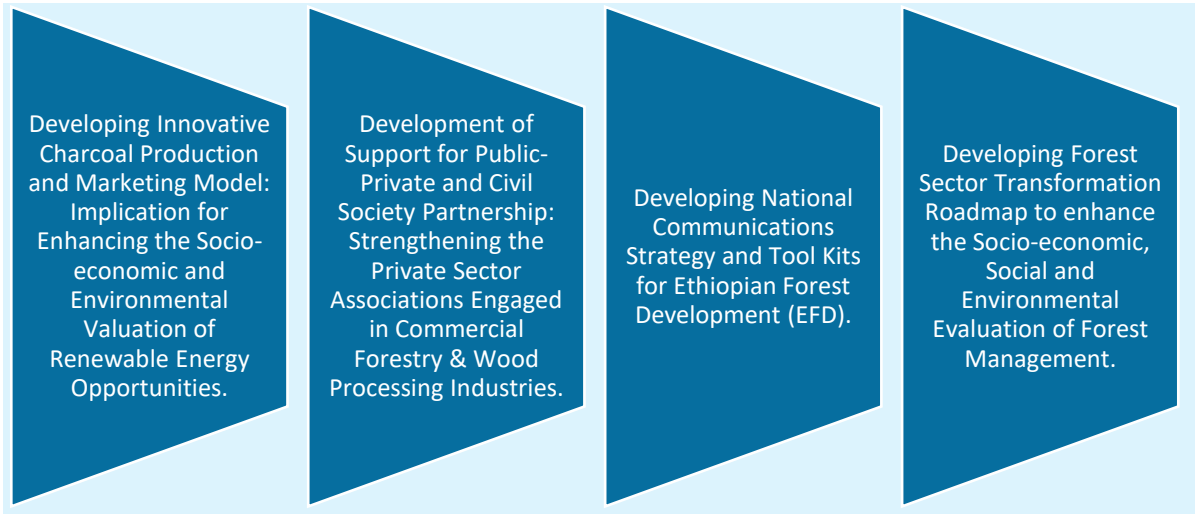 Developing Innovative
Charcoal Production
and Marketing Model:
Implication for
Enhancing the Socio-
economic and
Environmental
Valuation of
Renewable Energy
Opportunities.
Development of
Support for Public-
Private and Civil
Society Partnership:
Strengthening the
Private Sector
Associations Engaged
in Commercial
Forestry & Wood
Processing Industries.
Developing National
Communications
Strategy and Tool Kits
for Ethiopian Forest
Development (EFD).
Developing Forest
Sector Transformation
Roadmap to enhance
the Socio-economic,
Social and
Environmental
Evaluation of Forest
Management.